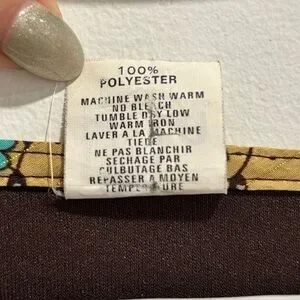 100%
POLYESTER
MACHINE WASH WARM
NO BLEACH
TUMBLE DRY LOW
WARM IRON
LAVER A LA MACHINE
TIEDE
NE PAS BLANCHIR
SECHAGE PAR
CULBUTAGE BAS
REPASSER A MOYEN
TEMPERATURE